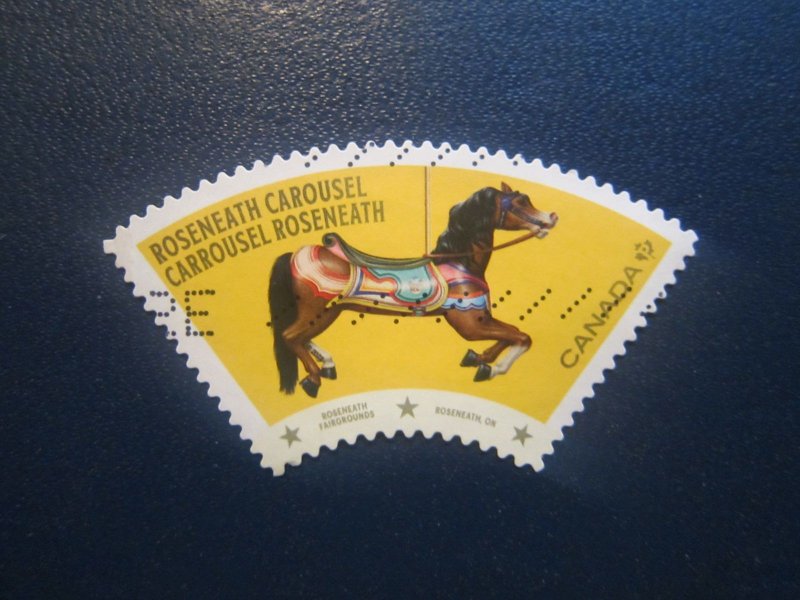 ROSENEATH CAROUSEL
CARROUSEL ROSENEATH
CANADA
P
ROSENEATH
FAIRGROUNDS
ROSENEATH, ON